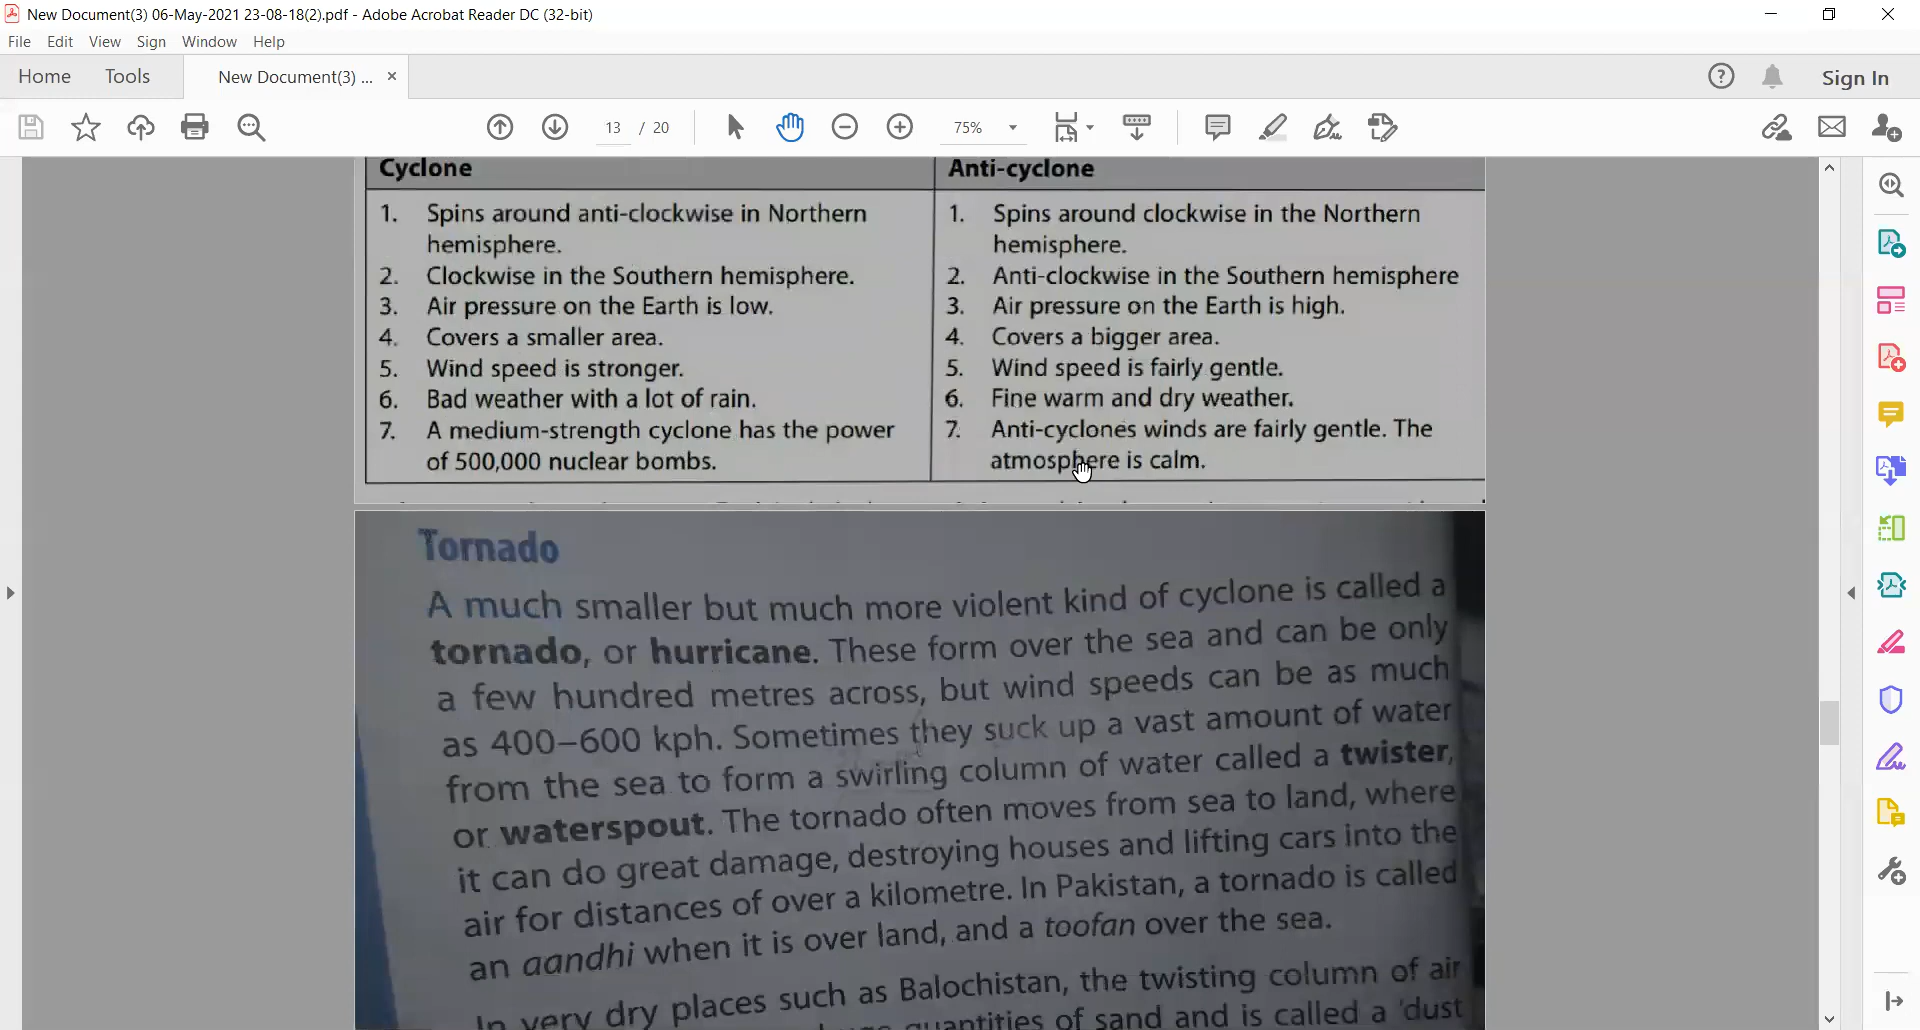 New Document(3) 06-May-2021 23-08-18(2).pdf - Adobe Acrobat Reader DC (32-bit)
File Edit View Sign Window Help
Home Tools New Document(3) ... × Sign In
13 / 20 75%
Cyclone
1. Spins around anti-clockwise in Northern
hemisphere.
2. Clockwise in the Southern hemisphere.
3. Air pressure on the Earth is low.
4. Covers a smaller area.
5. Wind speed is stronger.
6. Bad weather with a lot of rain.
7. A medium-strength cyclone has the power
of 500,000 nuclear bombs.
Anti-cyclone
1. Spins around clockwise in the Northern
hemisphere.
2. Anti-clockwise in the Southern hemisphere
3. Air pressure on the Earth is high.
4. Covers a bigger area.
5. Wind speed is fairly gentle.
6. Fine warm and dry weather.
7. Anti-cyclones winds are fairly gentle. The
atmosphere is calm.
Tornado
A much smaller but much more violent kind of cyclone is called a
tornado, or hurricane. These form over the sea and can be only
a few hundred metres across, but wind speeds can be as much
as 400–600 kph. Sometimes they suck up a vast amount of water
from the sea to form a swirling column of water called a twister,
or waterspout. The tornado often moves from sea to land, where
it can do great damage, destroying houses and lifting cars into the
air for distances of over a kilometre. In Pakistan, a tornado is called
an aandhi when it is over land, and a toofan over the sea.
In very dry places such as Balochistan, the twisting column of air
quantities of sand and is called a 'dust